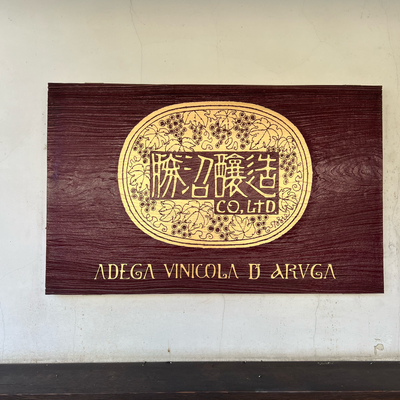 勝沼醸造
CO., LTD
ADEGA VINICOLA D ARVGA